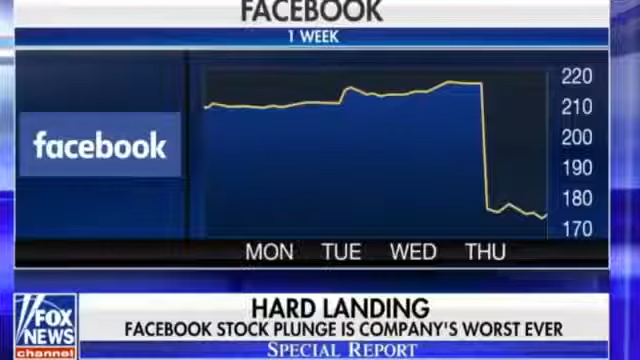 FACEBOOK
1 WEEK
facebook
220
210
200
190
180
170
MON TUE WED THU
FOX
NEWS
channel
HARD LANDING
FACEBOOK STOCK PLUNGE IS COMPANY'S WORST EVER
SPECIAL REPORT